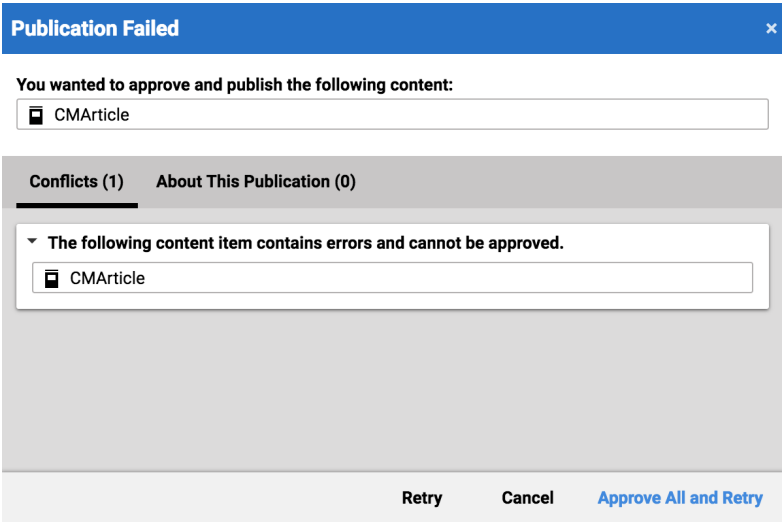 Publication Failed
×
You wanted to approve and publish the following content:
CMArticle
Conflicts (1) About This Publication (0)
The following content item contains errors and cannot be approved.
CMArticle
Retry Cancel Approve All and Retry